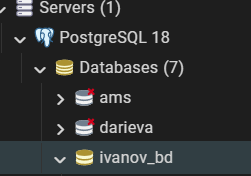 Servers (1)
PostgreSQL 18
Databases (7)
ams
darieva
ivanov_bd